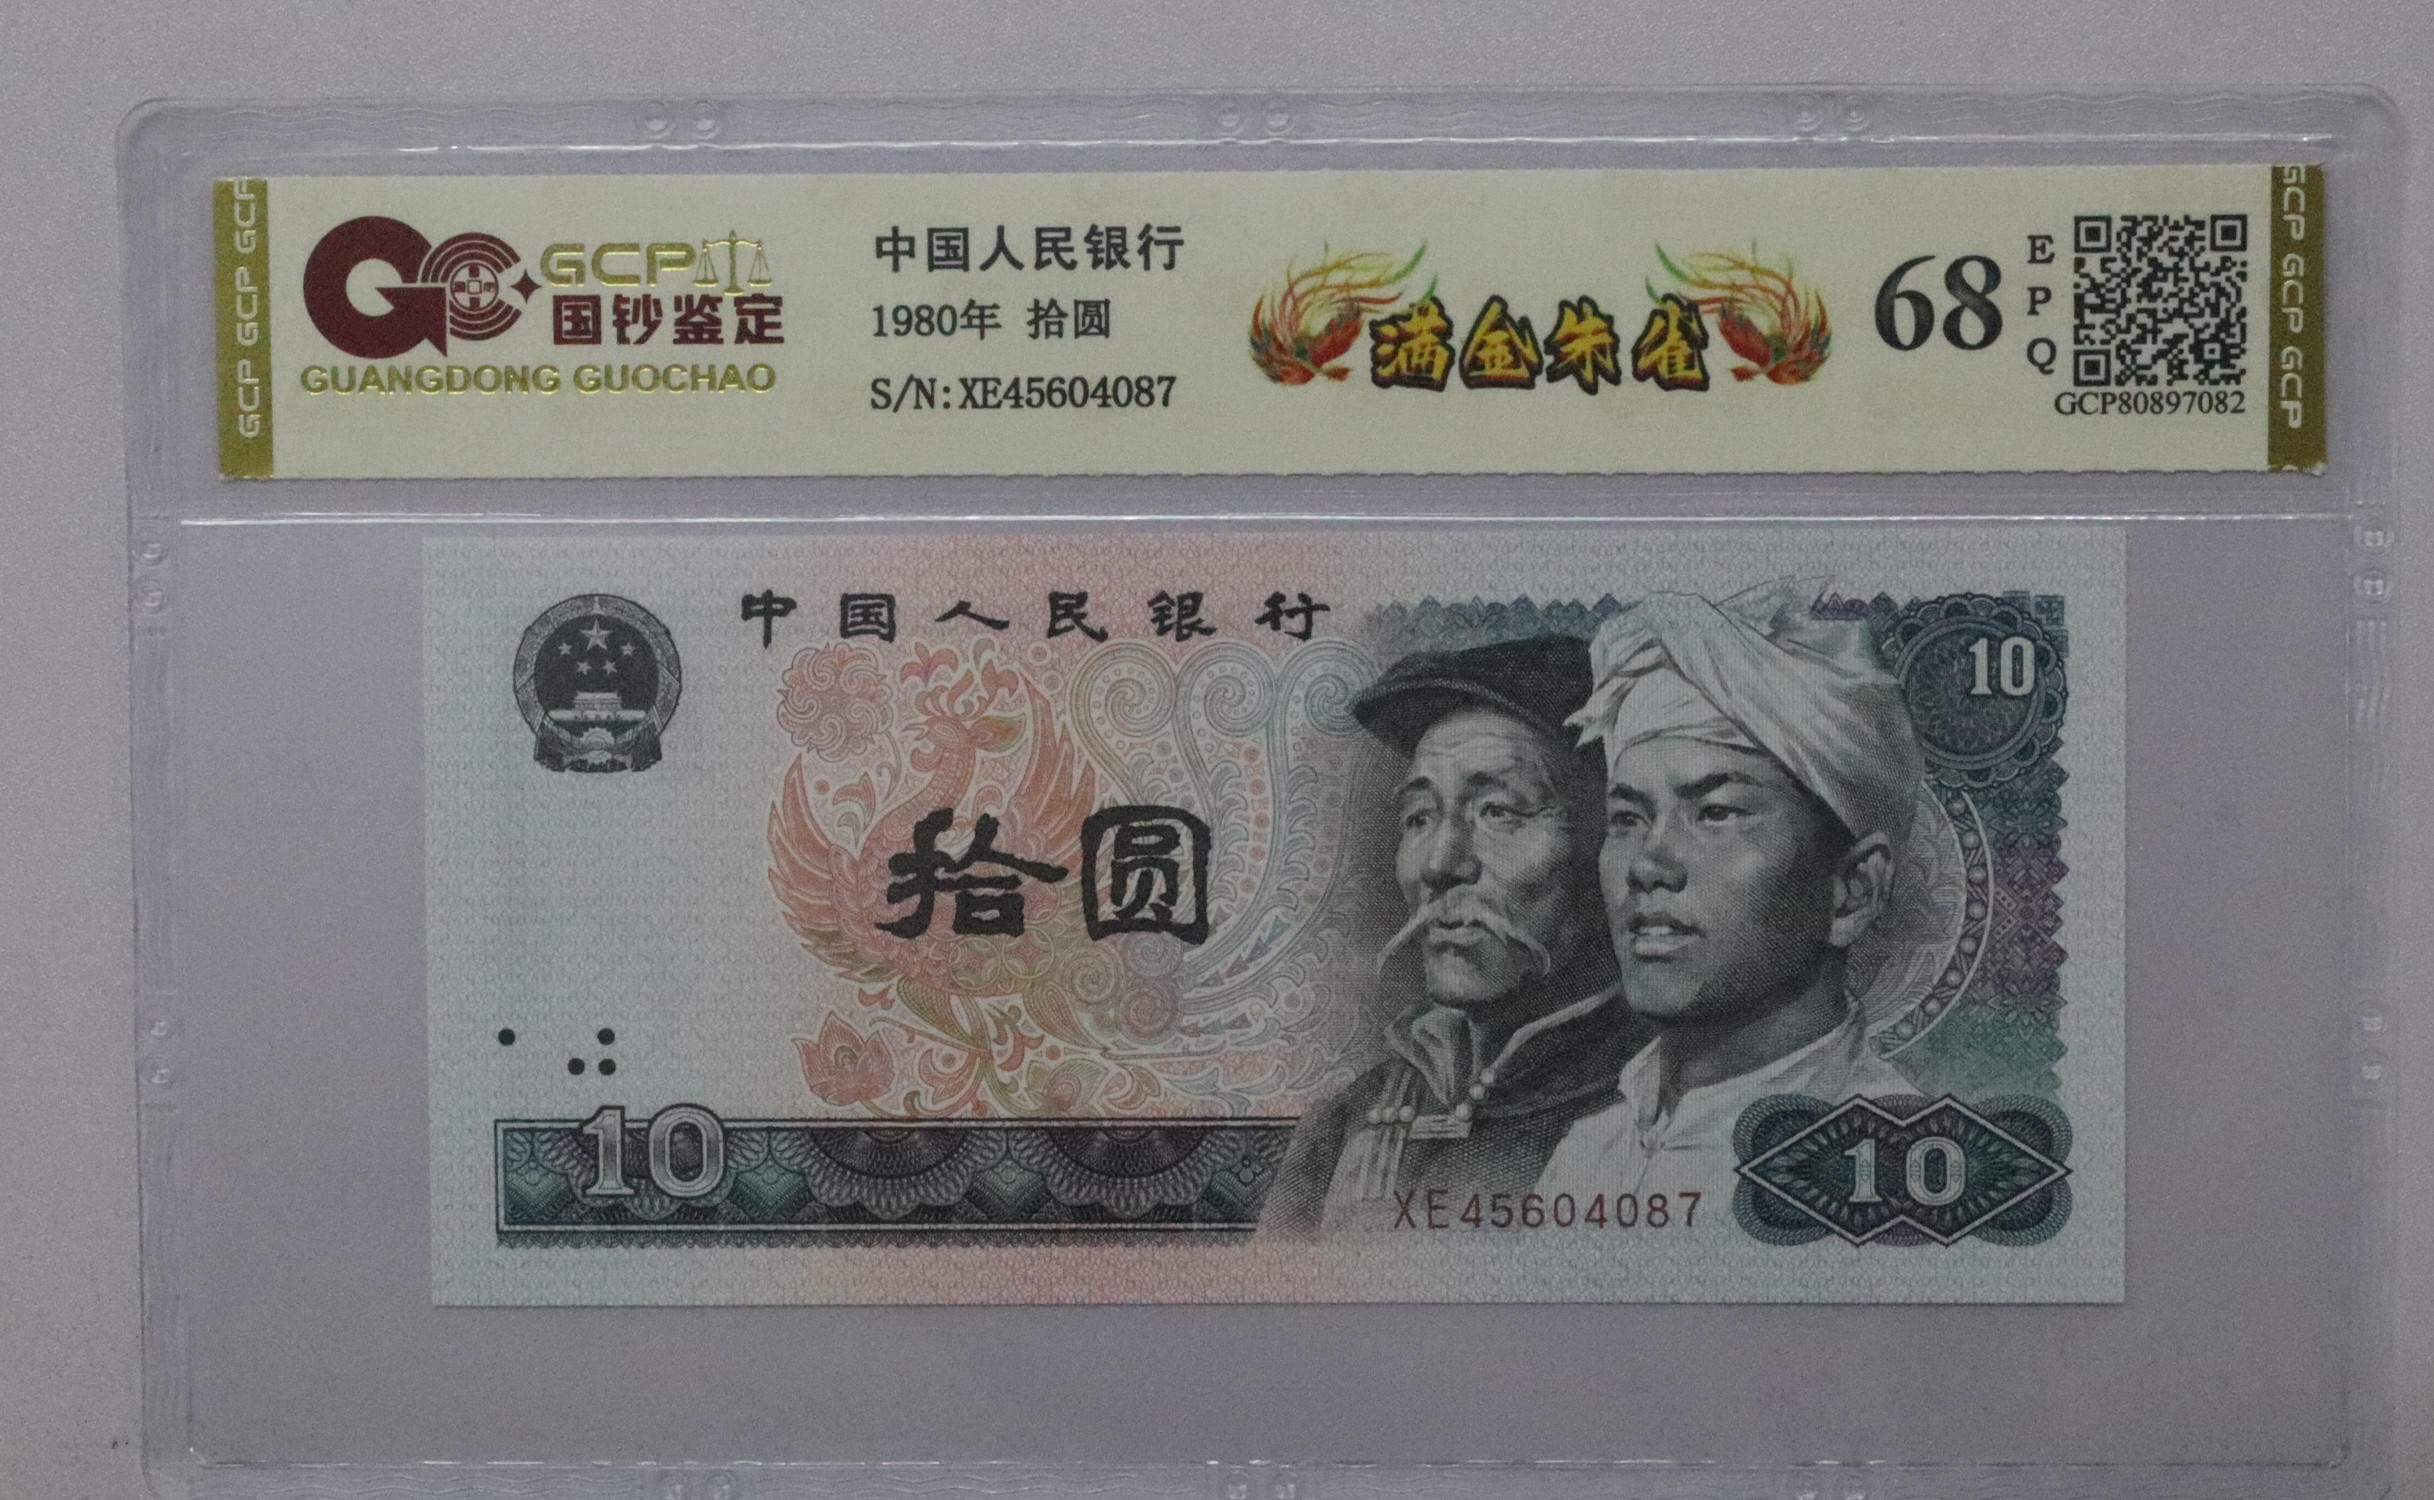 GCP GCP GCP
GCP
国钞鉴定
GUANGDONG GUOCHAO
中国人民银行
1980年 拾圆
S/N: XE45604087
满金朱雀
68
E
P
Q
GCP80897082
GCP GCP GCP
中国人民银行
10
拾圆
10
XE45604087
10